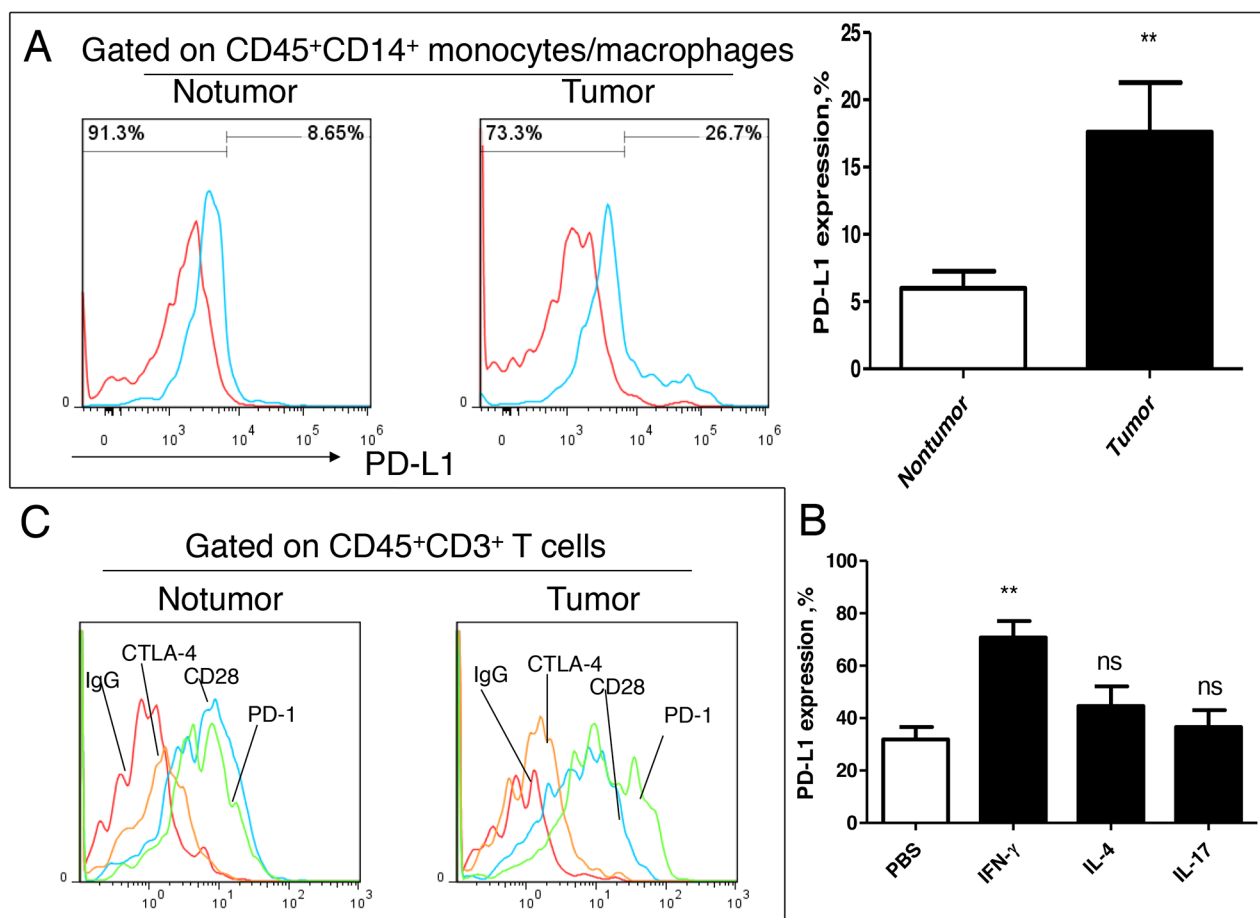 A
Gated on CD45+CD14+ monocytes/macrophages
Notumor
Tumor
91.3%
8.65%
73.3%
26.7%
0
0
0
10³
10⁴
10⁵
10⁶
0
10³
10⁴
10⁵
10⁶
PD-L1
PD-L1 expression,%
25
20
15
10
5
0
**
Nontumor
Tumor
C
Gated on CD45+CD3+ T cells
Notumor
Tumor
IgG
CTLA-4
CD28
PD-1
IgG
CTLA-4
CD28
PD-1
0
0
10⁰
10¹
10²
10³
10⁰
10¹
10²
10³
B
PD-L1 expression ,%
100
80
60
40
20
0
**
ns
ns
PBS
IFN-γ
IL-4
IL-17